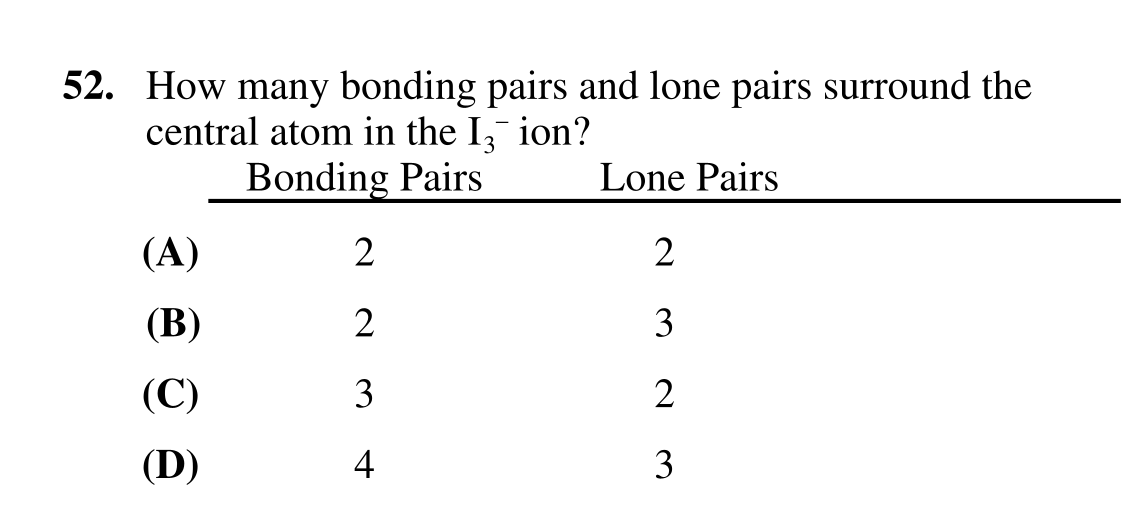 52. How many bonding pairs and lone pairs surround the
central atom in the I₃⁻ ion?
Bonding Pairs Lone Pairs
(A) 2 2
(B) 2 3
(C) 3 2
(D) 4 3